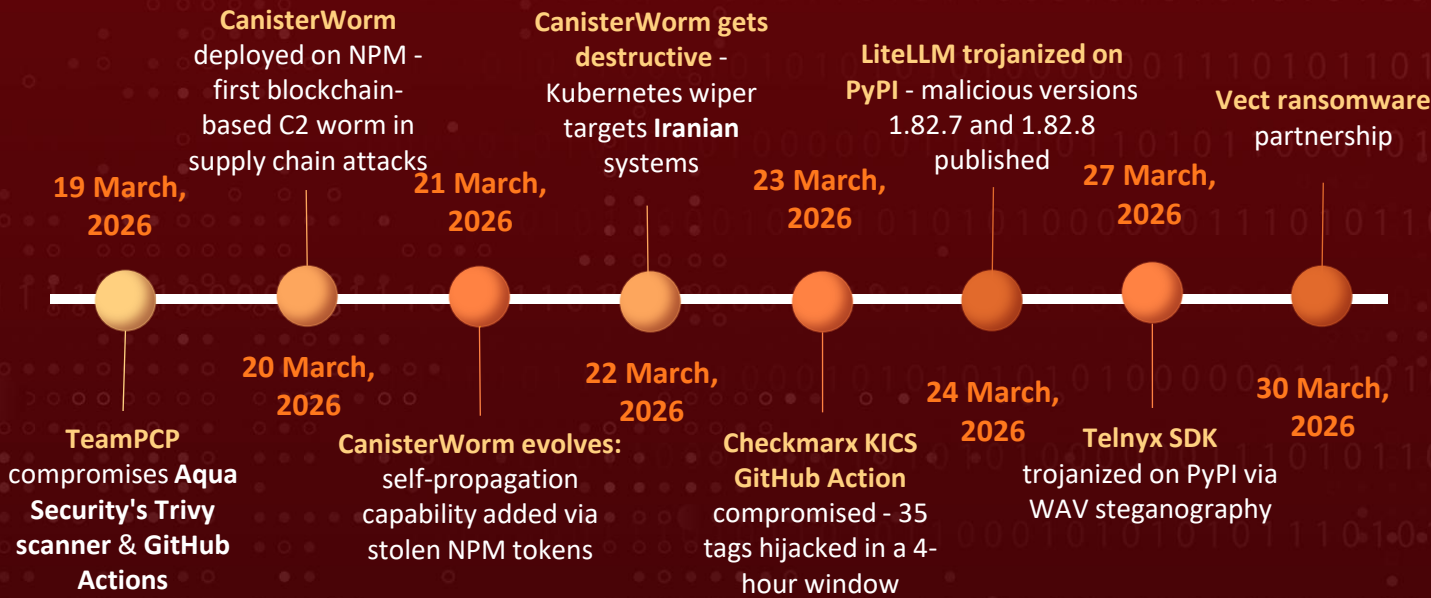 19 March,
2026
TeamPCP
compromises Aqua
Security's Trivy
scanner & GitHub
Actions
CanisterWorm
deployed on NPM -
first blockchain-
based C2 worm in
supply chain attacks
20 March,
2026
21 March,
2026
CanisterWorm evolves:
self-propagation
capability added via
stolen NPM tokens
CanisterWorm gets
destructive -
Kubernetes wiper
targets Iranian
systems
22 March,
2026
23 March,
2026
Checkmarx KICS
GitHub Action
compromised - 35
tags hijacked in a 4-
hour window
LiteLLM trojanized on
PyPI - malicious versions
1.82.7 and 1.82.8
published
24 March,
2026
27 March,
2026
Telnyx SDK
trojanized on PyPI via
WAV steganography
Vect ransomware
partnership
30 March,
2026